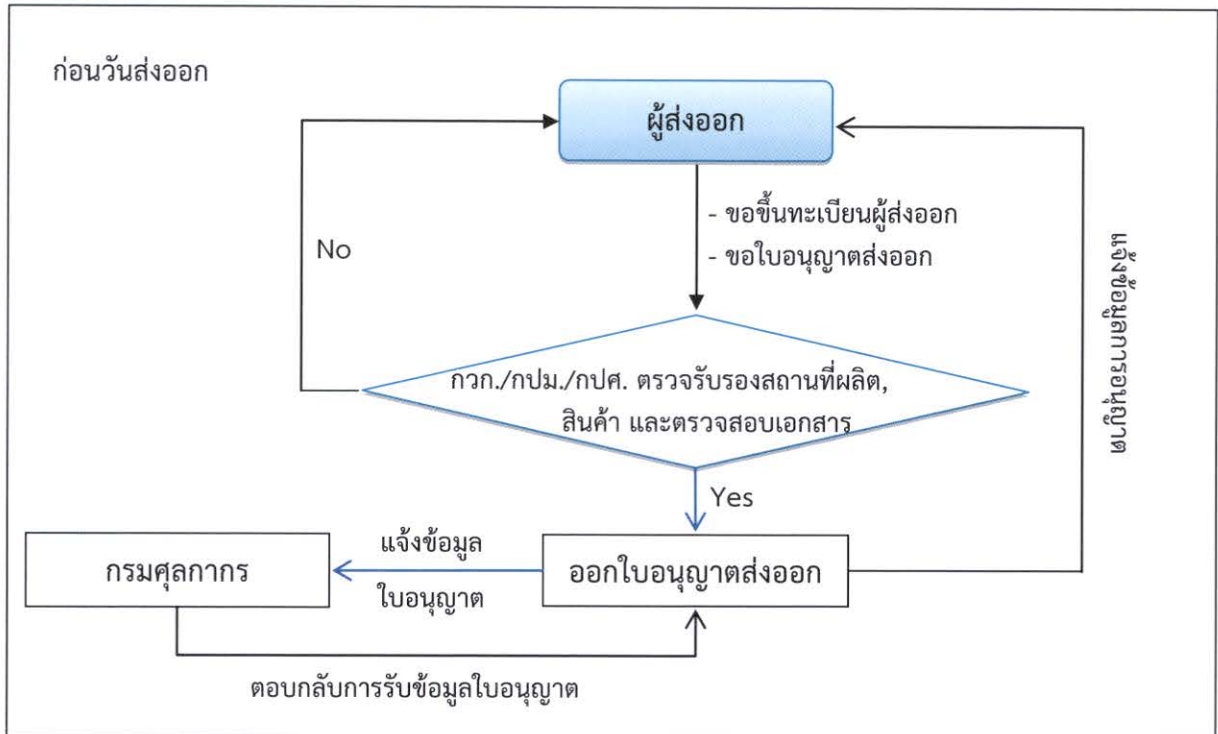 ก่อนวันส่งออก
ผู้ส่งออก
- ขอขึ้นทะเบียนผู้ส่งออก
- ขอใบอนุญาตส่งออก
No
แจ้งข้อมูลการอนุญาต
กวก./กปม./กปศ. ตรวจรับรองสถานที่ผลิต,
สินค้า และตรวจสอบเอกสาร
Yes
แจ้งข้อมูล
ใบอนุญาต
กรมศุลกากร
ออกใบอนุญาตส่งออก
ตอบกลับการรับข้อมูลใบอนุญาต